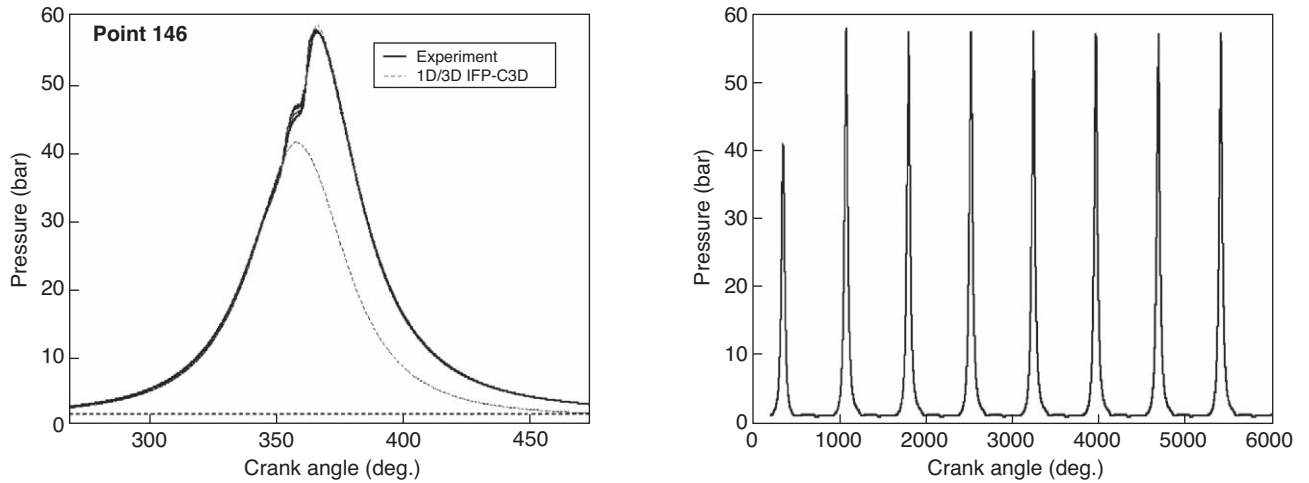 60
50
40
30
20
10
0
Pressure (bar)
Point 146
Experiment
1D/3D IFP-C3D
300 350 400 450
Crank angle (deg.)
60
50
40
30
20
10
0
Pressure (bar)
0 1000 2000 3000 4000 5000 6000
Crank angle (deg.)